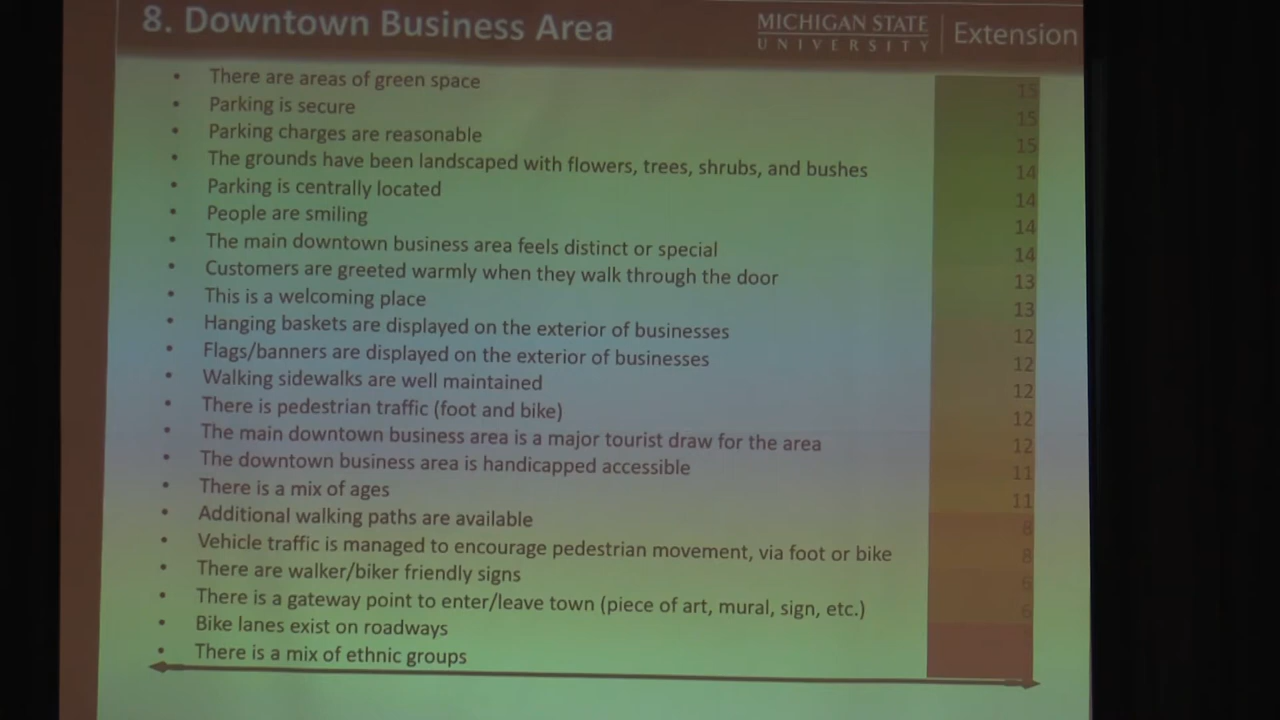 8. Downtown Business Area
MICHIGAN STATE
UNIVERSITY
Extension
• There are areas of green space 15
• Parking is secure 15
• Parking charges are reasonable 15
• The grounds have been landscaped with flowers, trees, shrubs, and bushes 14
• Parking is centrally located 14
• People are smiling 14
• The main downtown business area feels distinct or special 14
• Customers are greeted warmly when they walk through the door 13
• This is a welcoming place 13
• Hanging baskets are displayed on the exterior of businesses 12
• Flags/banners are displayed on the exterior of businesses 12
• Walking sidewalks are well maintained 12
• There is pedestrian traffic (foot and bike) 12
• The main downtown business area is a major tourist draw for the area 12
• The downtown business area is handicapped accessible 11
• There is a mix of ages 11
• Additional walking paths are available 8
• Vehicle traffic is managed to encourage pedestrian movement, via foot or bike 8
• There are walker/biker friendly signs 6
• There is a gateway point to enter/leave town (piece of art, mural, sign, etc.) 6
• Bike lanes exist on roadways
• There is a mix of ethnic groups